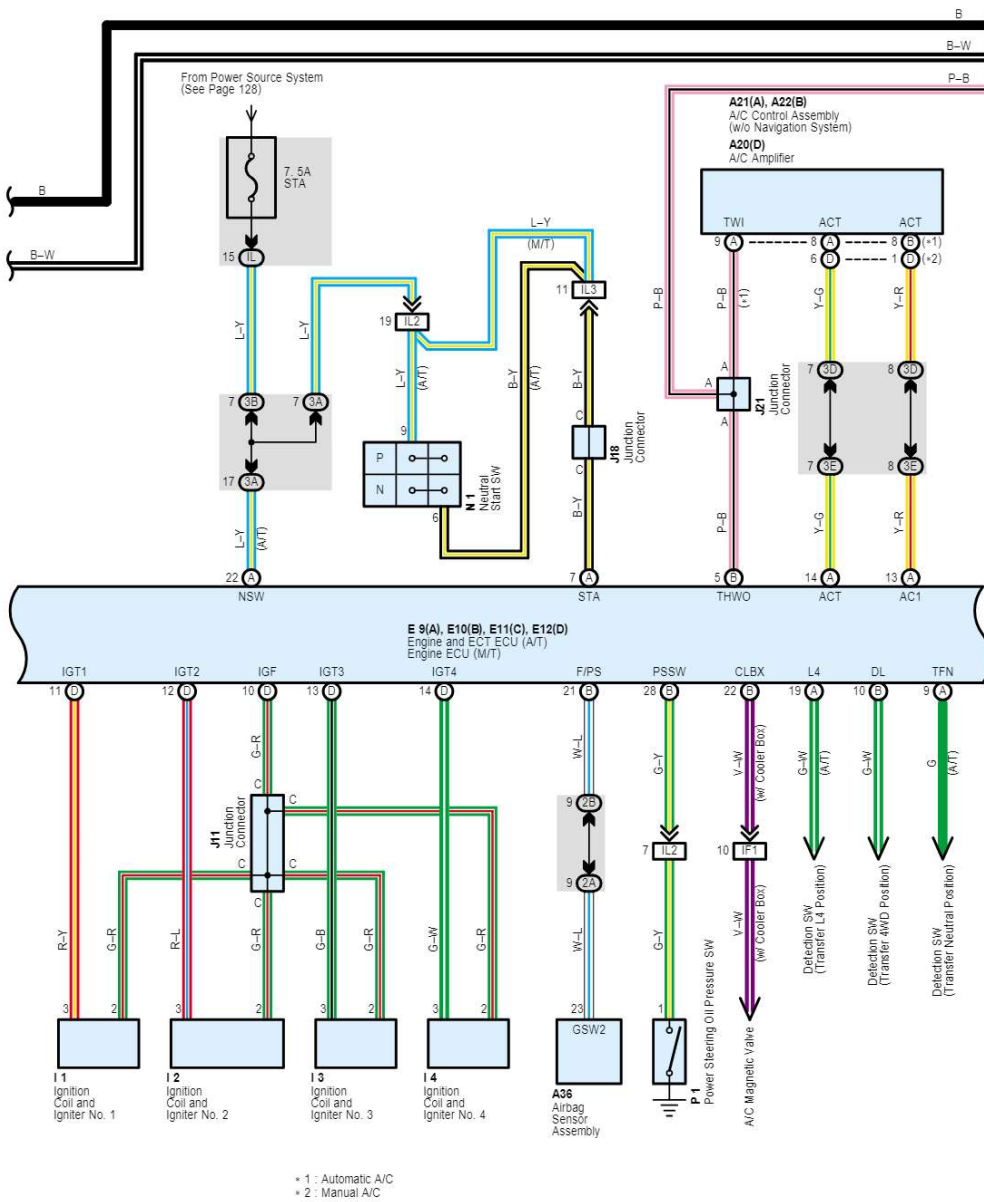 B
B–W
P–B
From Power Source System
(See Page 128)
A21(A), A22(B)
A/C Control Assembly
(w/o Navigation System)
A20(D)
A/C Amplifier
7. 5A
STA
B
B–W
15 IL
L–Y
(M/T)
TWI ACT ACT
9 A 8 A 8 B (∗1)
6 D 1 D (∗2)
11 IL3
19 IL2
L–Y
L–Y
L–Y
(A/T)
B–Y
(A/T)
B–Y
P–B
P–B
(∗1)
Y–G
Y–R
7 3B 7 3A
A
A
A
J21
Junction
Connector
7 3D 8 3D
9
P
N
6
N 1
Neutral
Start SW
C
C
J18
Junction
Connector
17 3A
7 3E 8 3E
L–Y
(A/T)
B–Y
P–B
Y–G
Y–R
22 A 7 A 5 B 14 A 13 A
NSW STA THWO ACT AC1
E 9(A), E10(B), E11(C), E12(D)
Engine and ECT ECU (A/T)
Engine ECU (M/T)
IGT1 IGT2 IGF IGT3 IGT4 F/PS PSSW CLBX L4 DL TFN
11 D 12 D 10 D 13 D 14 D 21 B 28 B 22 B 19 A 10 B 9 A
G–R
W–L
G–Y
V–W
(w/ Cooler Box)
G–W
(A/T)
G–W
G
(A/T)
C
C
C
C
C
J11
Junction
Connector
9 2B
9 2A
7 IL2
10 IF1
R–Y
G–R
R–L
G–R
G–B
G–R
G–W
G–R
W–L
G–Y
V–W
(w/ Cooler Box)
Detection SW
(Transfer L4 Position)
Detection SW
(Transfer 4WD Position)
Detection SW
(Transfer Neutral Position)
3 2 3 2 3 2 3 2 23 1
GSW2
I 1
Ignition
Coil and
Igniter No. 1
I 2
Ignition
Coil and
Igniter No. 2
I 3
Ignition
Coil and
Igniter No. 3
I 4
Ignition
Coil and
Igniter No. 4
A36
Airbag
Sensor
Assembly
P 1
Power Steering Oil Pressure SW
A/C Magnetic Valve
∗ 1 : Automatic A/C
∗ 2 : Manual A/C